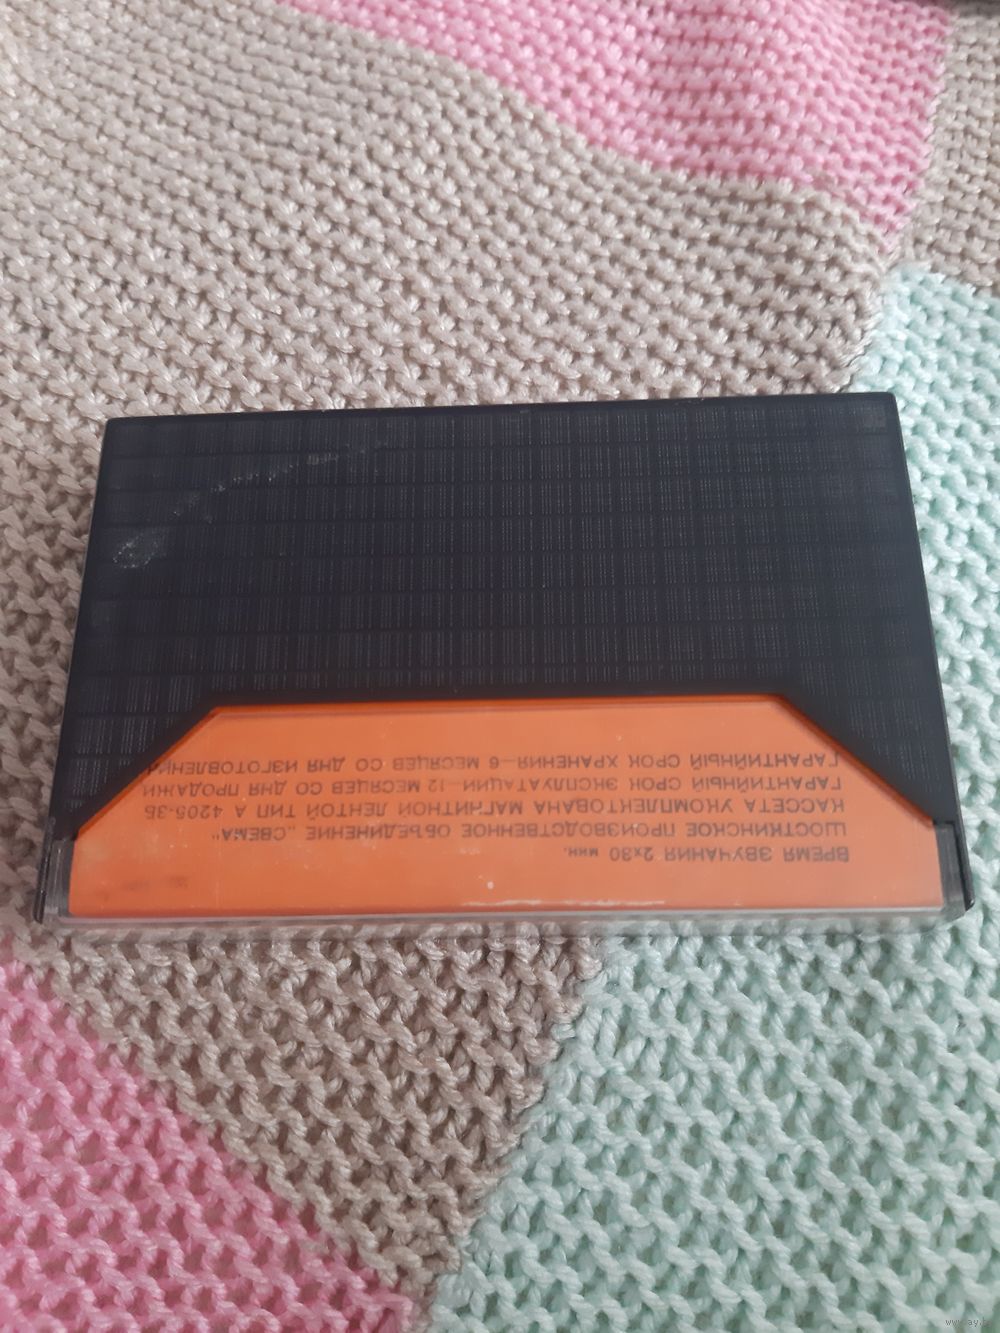 ВРЕМЯ ЗВУЧАНИЯ 2х30 мин.
ШОСТКИНСКОЕ ПРОИЗВОДСТВЕННОЕ ОБЪЕДИНЕНИЕ „СВЕМА"
КАССЕТА УКОМПЛЕКТОВАНА МАГНИТНОЙ ЛЕНТОЙ ТИП А 4205-3Б
ГАРАНТИЙНЫЙ СРОК ЭКСПЛУАТАЦИИ—12 МЕСЯЦЕВ СО ДНЯ ПРОДАЖИ
ГАРАНТИЙНЫЙ СРОК ХРАНЕНИЯ—6 МЕСЯЦЕВ СО ДНЯ ИЗГОТОВЛЕНИ